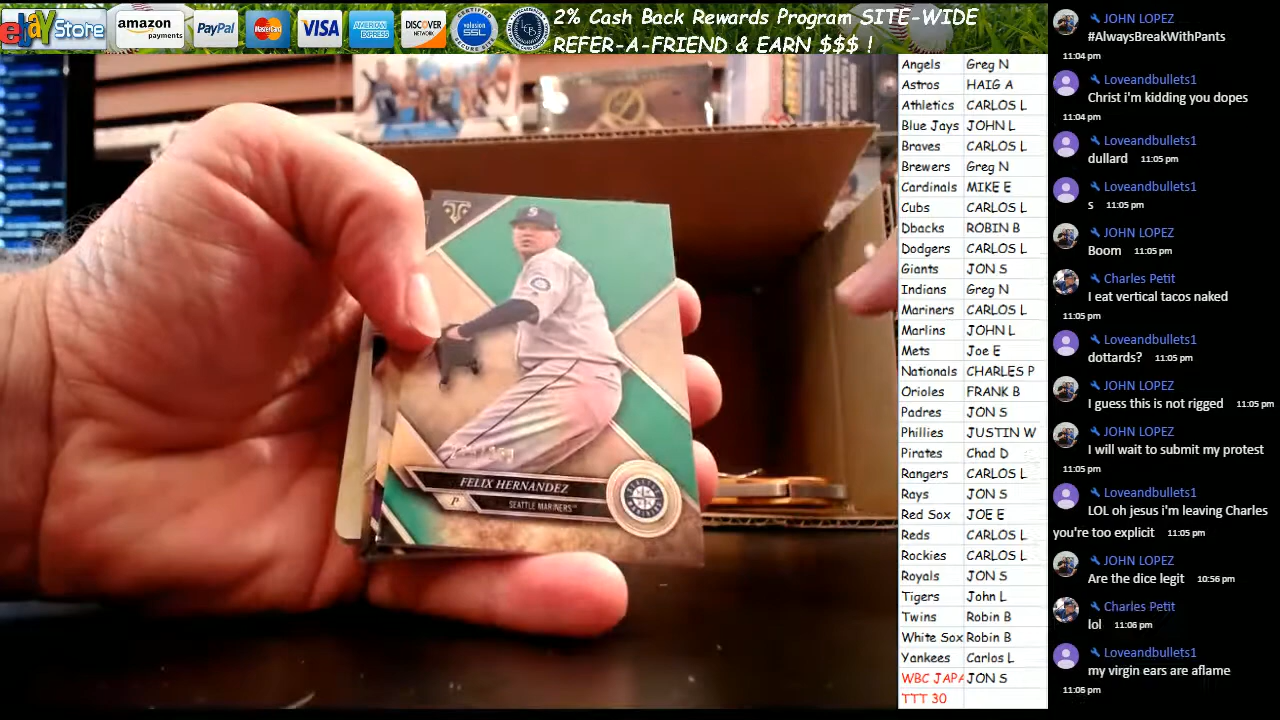 ebay Store
amazon payments
PayPal
MasterCard
VISA
AMERICAN EXPRESS
DISCOVER NETWORK
volusion SSL
2% Cash Back Rewards Program SITE-WIDE
REFER-A-FRIEND & EARN $$$ !
Angels Greg N
Astros HAIG A
Athletics CARLOS L
Blue Jays JOHN L
Braves CARLOS L
Brewers Greg N
Cardinals MIKE E
Cubs CARLOS L
Dbacks ROBIN B
Dodgers CARLOS L
Giants JON S
Indians Greg N
Mariners CARLOS L
Marlins JOHN L
Mets Joe E
Nationals CHARLES P
Orioles FRANK B
Padres JON S
Phillies JUSTIN W
Pirates Chad D
Rangers CARLOS L
Rays JON S
Red Sox JOE E
Reds CARLOS L
Rockies CARLOS L
Royals JON S
Tigers John L
Twins Robin B
White Sox Robin B
Yankees Carlos L
WBC JAPA JON S
TTT 30
FELIX HERNANDEZ
P SEATTLE MARINERS™
JOHN LOPEZ
#AlwaysBreakWithPants
11:04 pm
Loveandbullets1
Christ i'm kidding you dopes
11:04 pm
Loveandbullets1
dullard 11:05 pm
Loveandbullets1
s 11:05 pm
JOHN LOPEZ
Boom 11:05 pm
Charles Petit
I eat vertical tacos naked
11:05 pm
Loveandbullets1
dottards? 11:05 pm
JOHN LOPEZ
I guess this is not rigged 11:05 pm
JOHN LOPEZ
I will wait to submit my protest
11:05 pm
Loveandbullets1
LOL oh jesus i'm leaving Charles
you're too explicit 11:05 pm
JOHN LOPEZ
Are the dice legit 10:56 pm
Charles Petit
lol 11:06 pm
Loveandbullets1
my virgin ears are aflame
11:06 pm